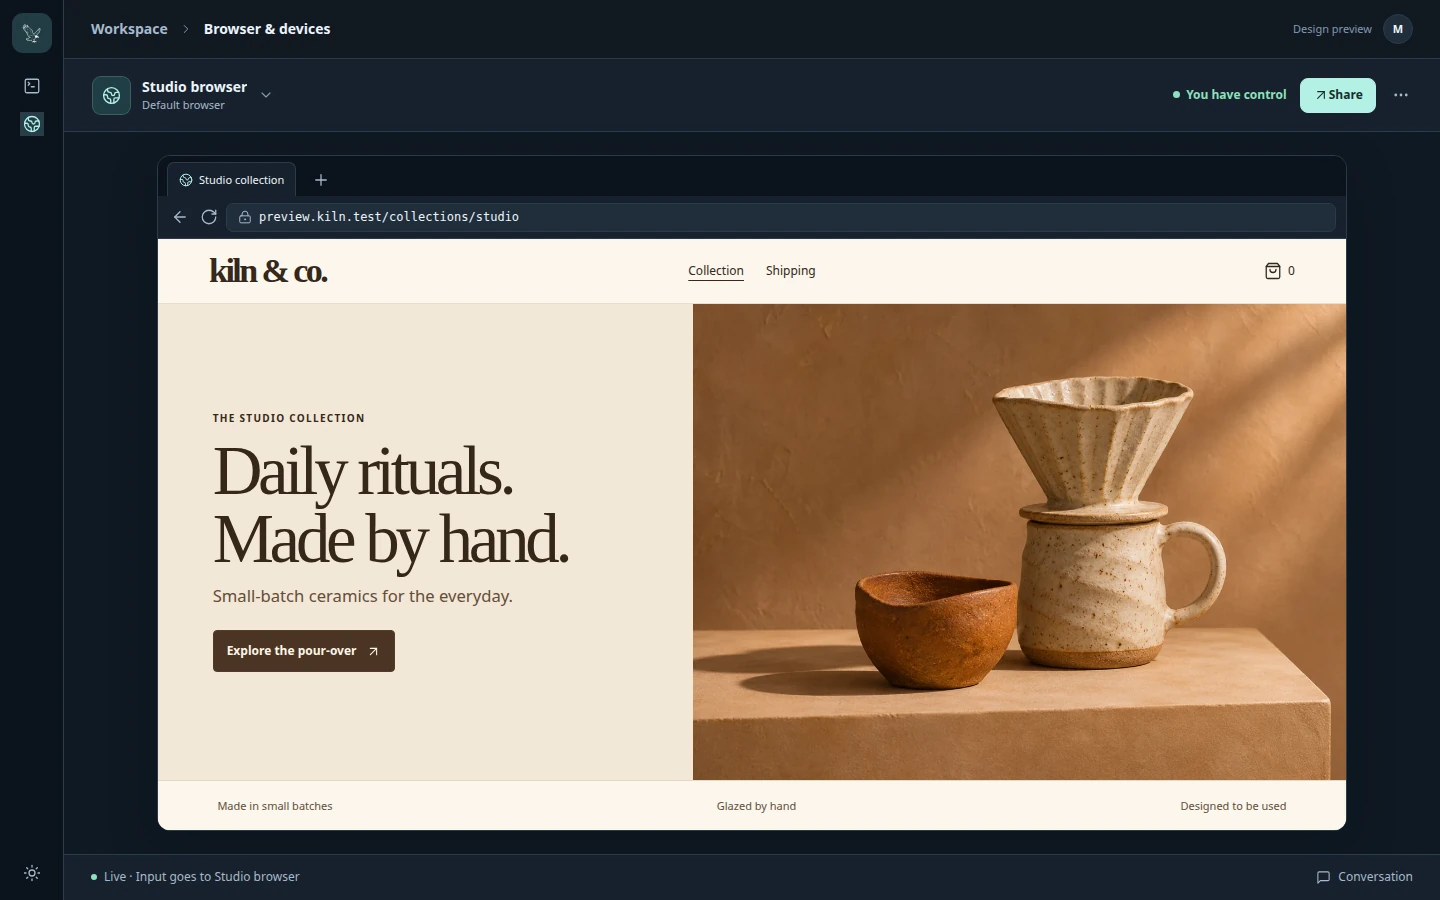 Workspace > Browser & devices
Design preview
M
Studio browser
Default browser
You have control
Share
Studio collection
preview.kiln.test/collections/studio
kiln & co.
Collection
Shipping
0
THE STUDIO COLLECTION
Daily rituals.
Made by hand.
Small-batch ceramics for the everyday.
Explore the pour-over
Made in small batches
Glazed by hand
Designed to be used
Live · Input goes to Studio browser
Conversation